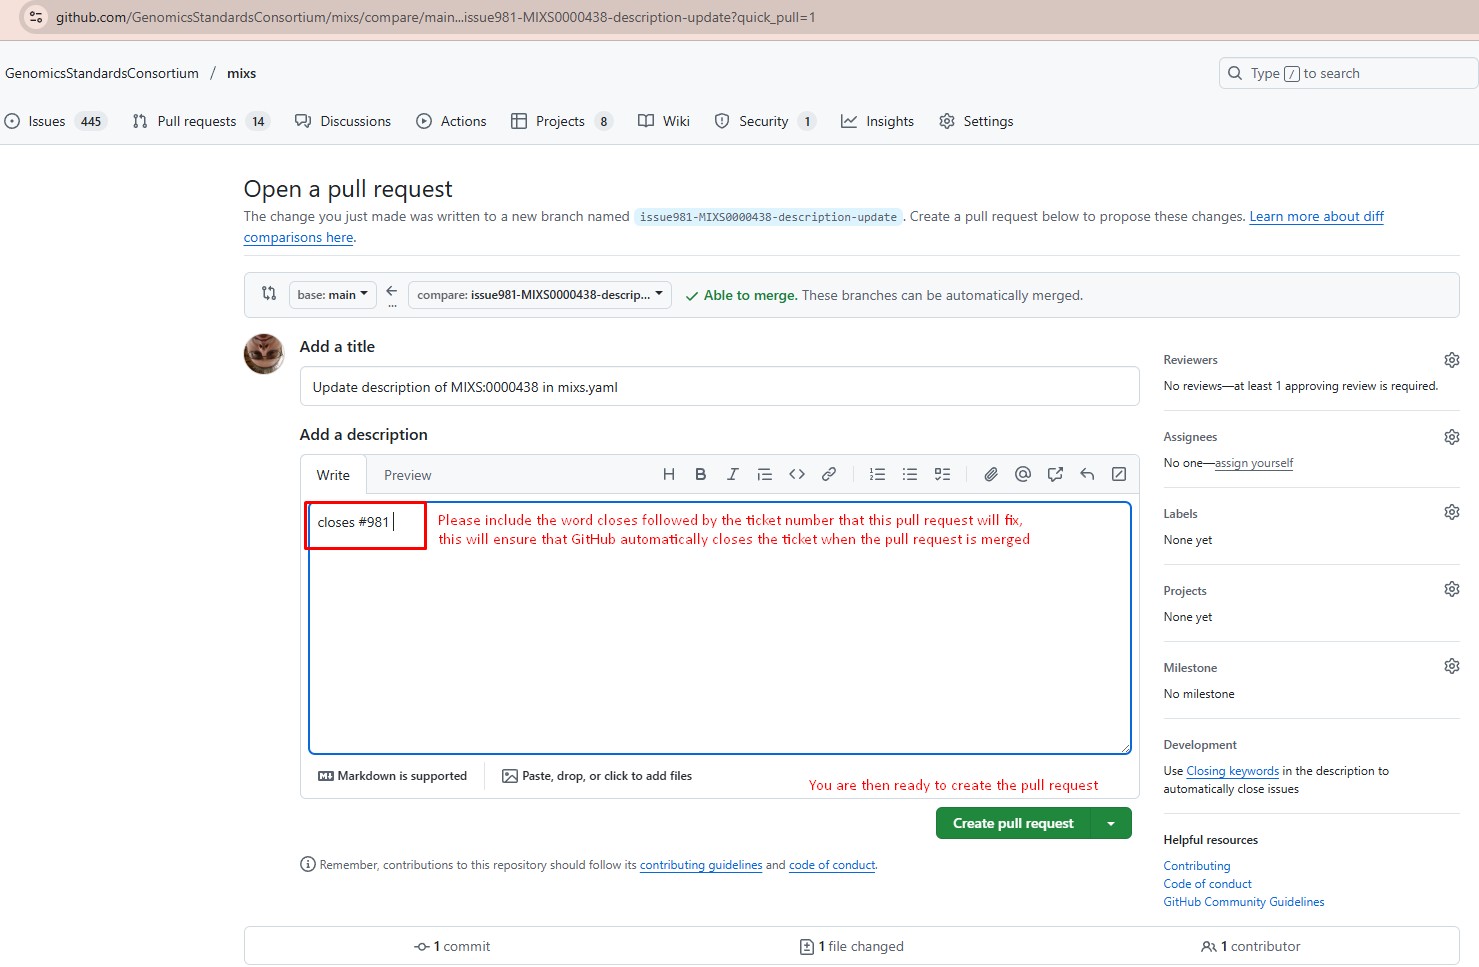 github.com/GenomicsStandardsConsortium/mixs/compare/main...issue981-MIXS0000438-description-update?quick_pull=1
GenomicsStandardsConsortium / mixs
Type / to search
Issues 445 Pull requests 14 Discussions Actions Projects 8 Wiki Security 1 Insights Settings
Open a pull request
The change you just made was written to a new branch named issue981-MIXS0000438-description-update. Create a pull request below to propose these changes. Learn more about diff
comparisons here.
base: main ... compare: issue981-MIXS0000438-descrip... Able to merge. These branches can be automatically merged.
Add a title
Update description of MIXS:0000438 in mixs.yaml
Add a description
Write Preview
closes #981
Please include the word closes followed by the ticket number that this pull request will fix,
this will ensure that GitHub automatically closes the ticket when the pull request is merged
Markdown is supported
Paste, drop, or click to add files
You are then ready to create the pull request
Create pull request
Remember, contributions to this repository should follow its contributing guidelines and code of conduct.
Reviewers
No reviews—at least 1 approving review is required.
Assignees
No one—assign yourself
Labels
None yet
Projects
None yet
Milestone
No milestone
Development
Use Closing keywords in the description to
automatically close issues
Helpful resources
Contributing
Code of conduct
GitHub Community Guidelines
1 commit 1 file changed 1 contributor